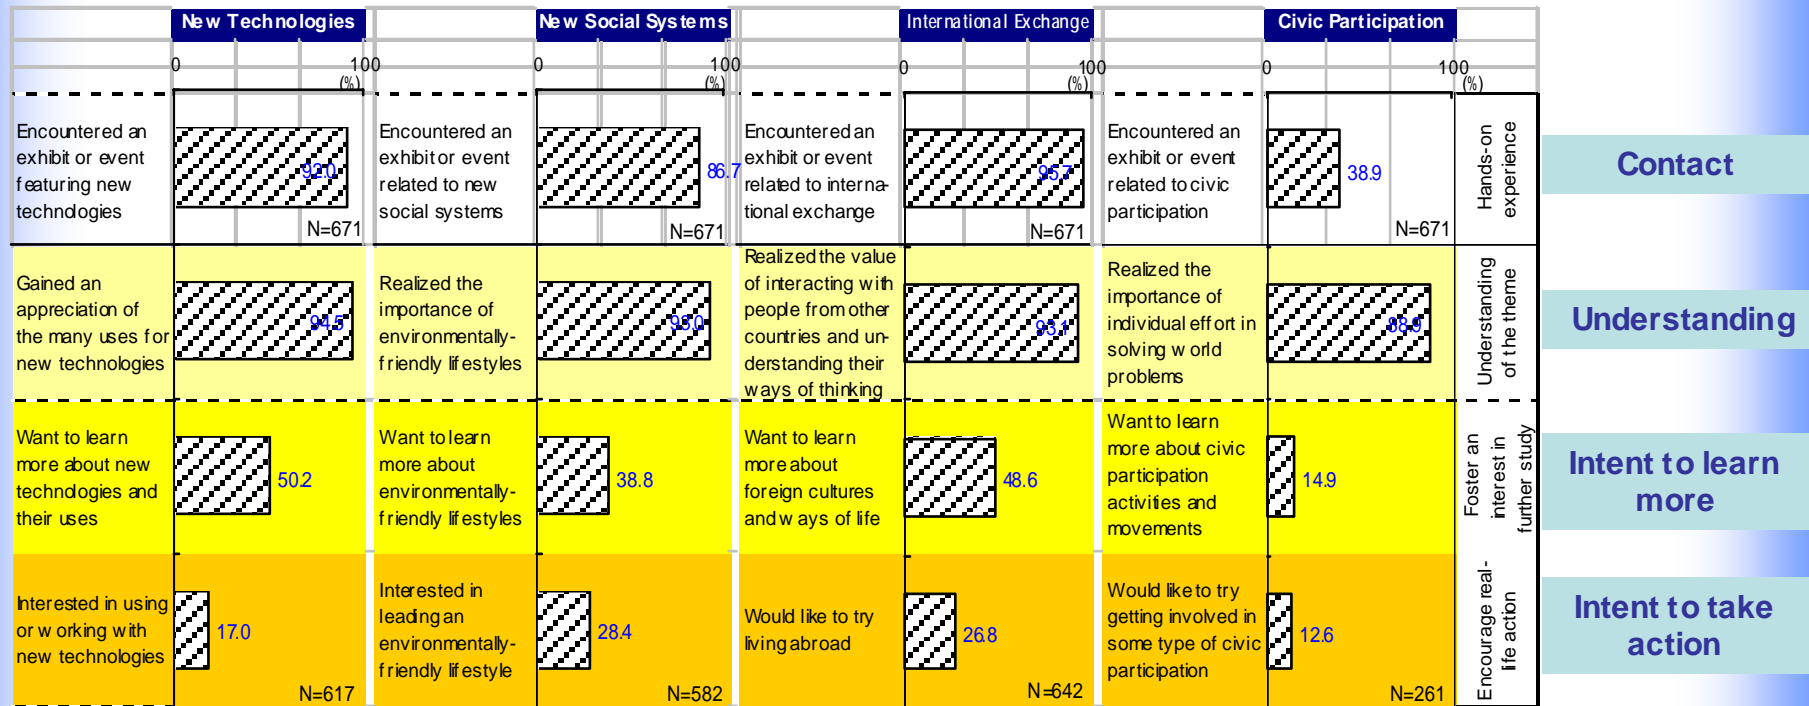 New Technologies
New Social Systems
International Exchange
Civic Participation
0 100
(%)
0 100
(%)
0 100
(%)
0 100
(%)
Encountered an
exhibit or event
featuring new
technologies
92.0
N=671
Encountered an
exhibit or event
related to new
social systems
86.7
N=671
Encountered an
exhibit or event
related to interna-
tional exchange
95.7
N=671
Encountered an
exhibit or event
related to civic
participation
38.9
N=671
Hands-on
experience
Contact
Gained an
appreciation of
the many uses for
new technologies
94.5
Realized the
importance of
environmentally-
friendly lifestyles
93.0
Realized the value
of interacting with
people from other
countries and un-
derstanding their
ways of thinking
93.1
Realized the
importance of
individual effort in
solving world
problems
88.9
Understanding
of the theme
Understanding
Want to learn
more about new
technologies and
their uses
50.2
Want to learn
more about
environmentally-
friendly lifestyles
38.8
Want to learn
more about
foreign cultures
and ways of life
48.6
Want to learn
more about civic
participation
activities and
movements
14.9
Foster an
interest in
further study
Intent to learn
more
Interested in using
or working with
new technologies
17.0
N=617
Interested in
leading an
environmentally-
friendly lifestyle
28.4
N=582
Would like to try
living abroad
26.8
N=642
Would like to try
getting involved in
some type of civic
participation
12.6
N=261
Encourage real-
life action
Intent to take
action